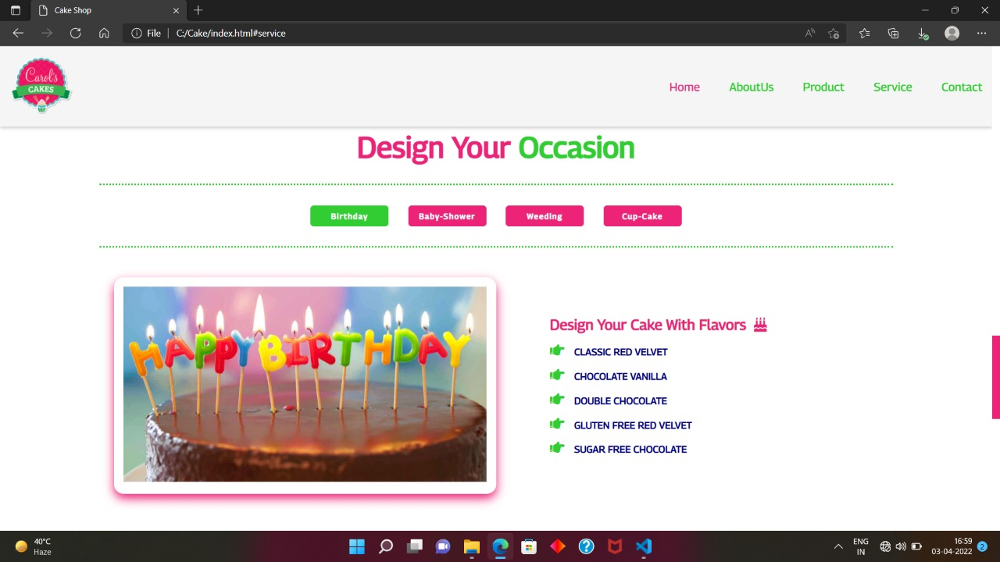 Cake Shop
File | C:/Cake/index.html#service
Carol's
CAKES
Home AboutUs Product Service Contact
Design Your Occasion
Birthday Baby-Shower Weeding Cup-Cake
HAPPY BIRTHDAY
Design Your Cake With Flavors
CLASSIC RED VELVET
CHOCOLATE VANILLA
DOUBLE CHOCOLATE
GLUTEN FREE RED VELVET
SUGAR FREE CHOCOLATE
40°C
Haze
ENG
IN
16:59
03-04-2022
2